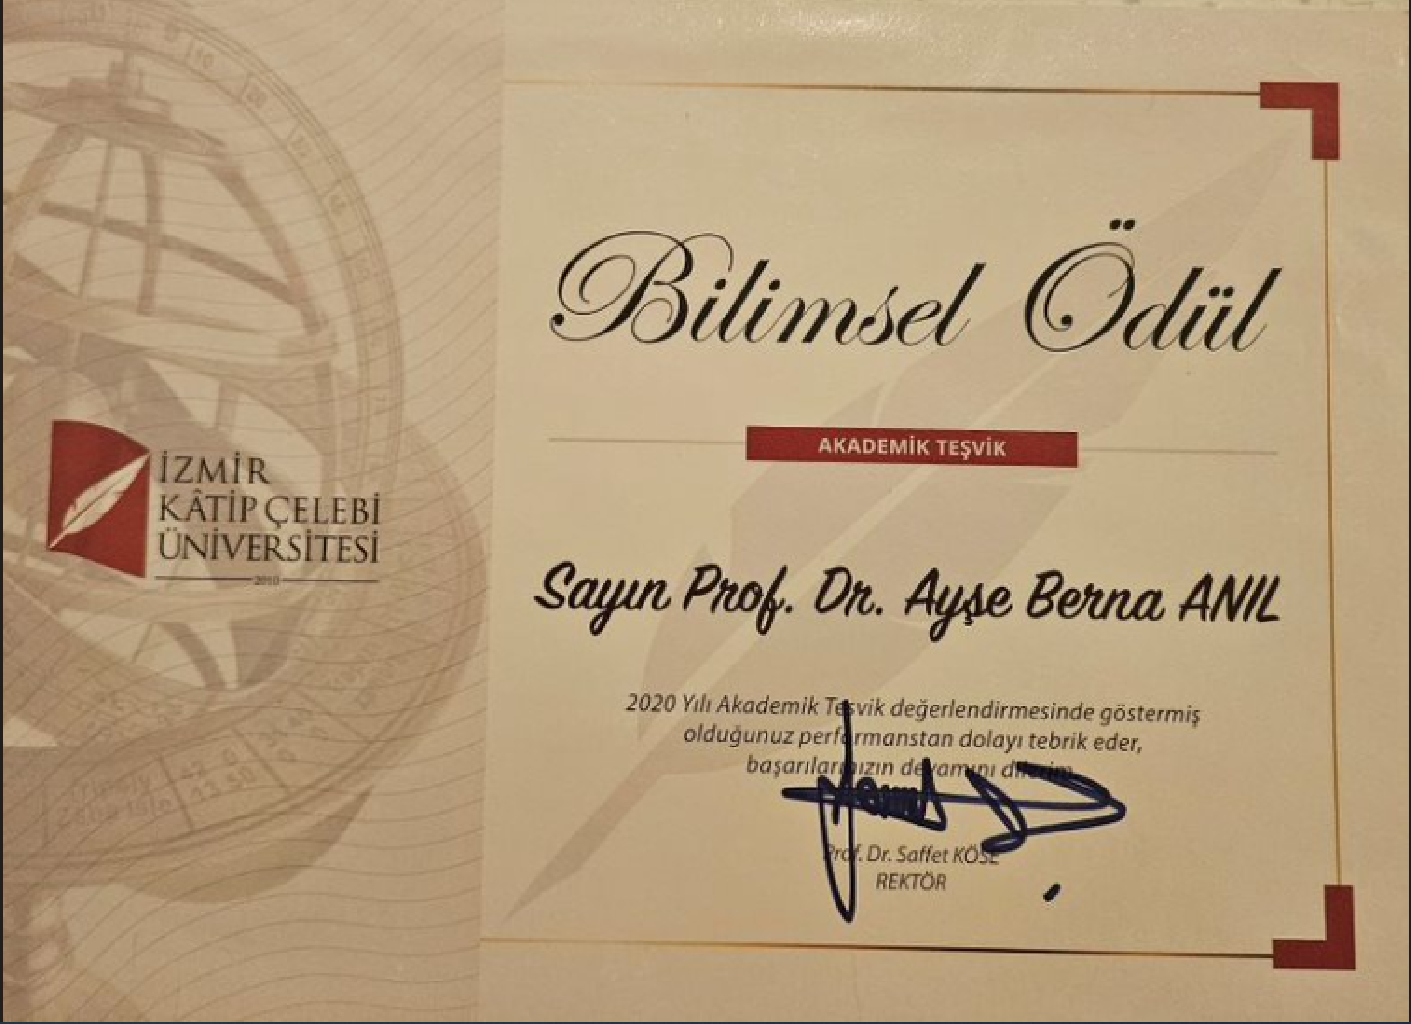 İZMİR
KÂTİP ÇELEBİ
ÜNİVERSİTESİ
2010
Bilimsel Ödül
AKADEMİK TEŞVİK
Sayın Prof. Dr. Ayşe Berna ANIL
2020 Yılı Akademik Teşvik değerlendirmesinde göstermiş
olduğunuz performanstan dolayı tebrik eder,
başarılarınızın devamını dilerim.
Prof. Dr. Saffet KÖSE
REKTÖR